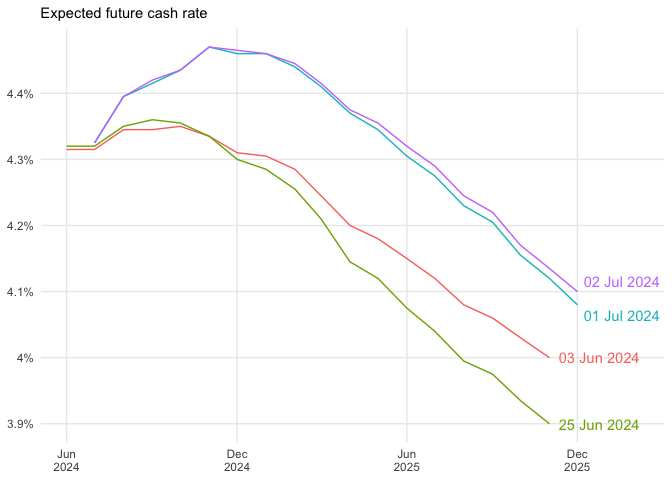 Expected future cash rate
4.4%
4.3%
4.2%
4.1%
4%
3.9%
02 Jul 2024
01 Jul 2024
03 Jun 2024
25 Jun 2024
Jun
2024
Dec
2024
Jun
2025
Dec
2025